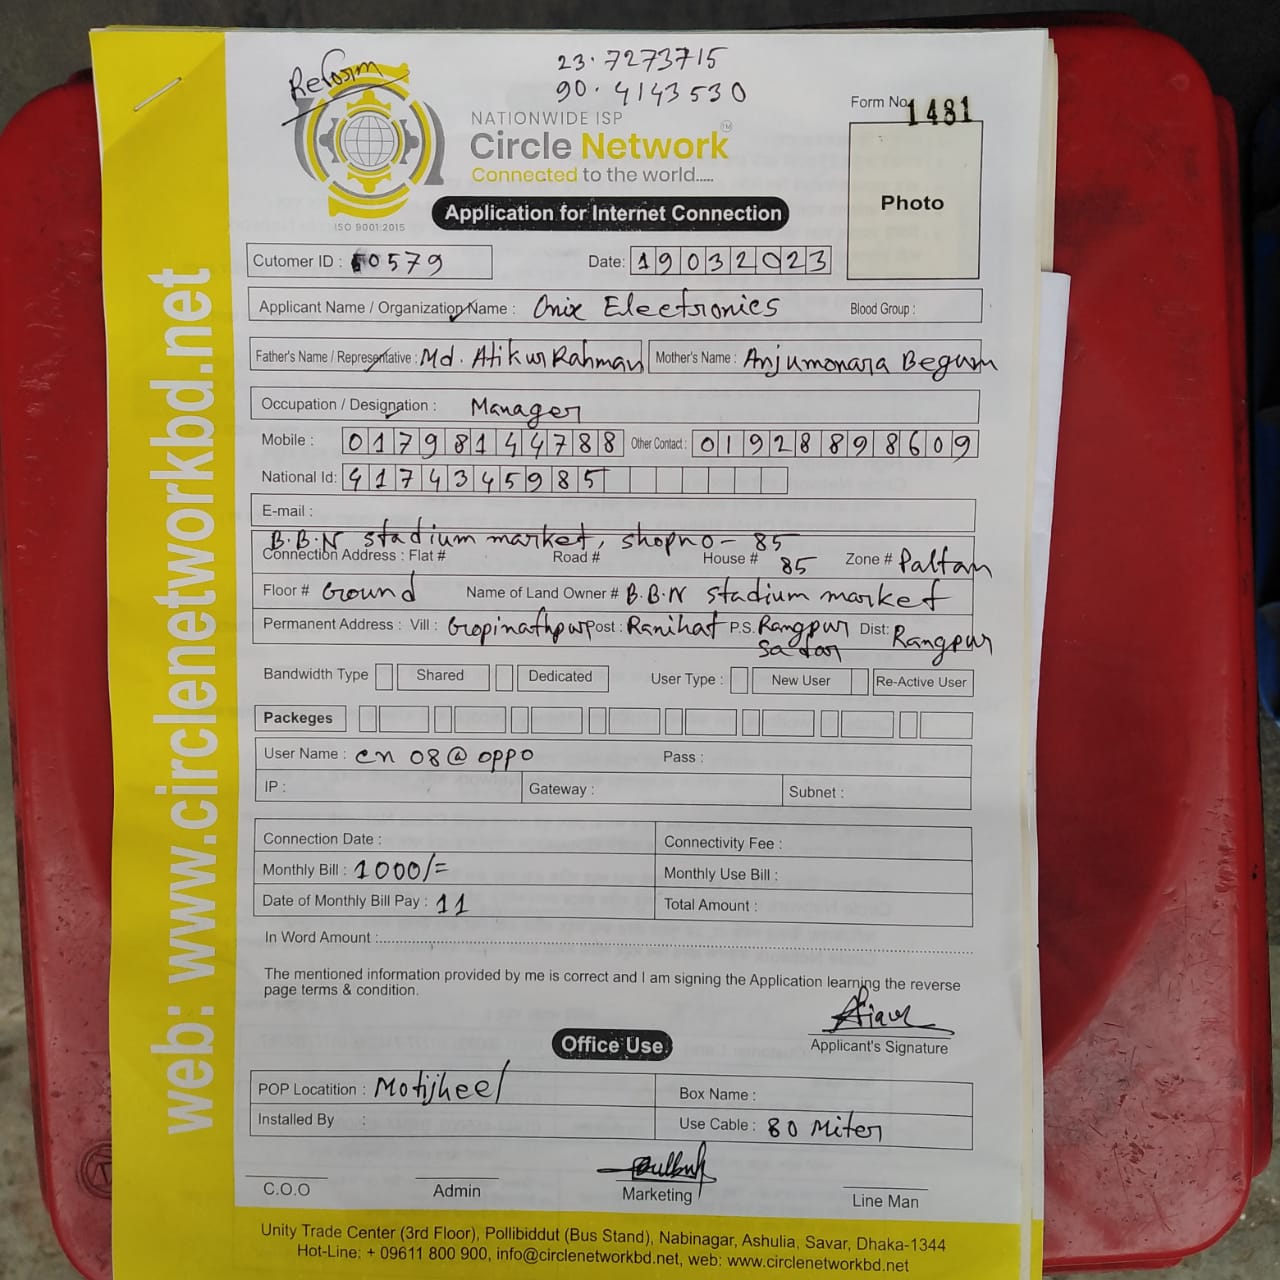 Reform
23.7273715
90.4143530
NATIONWIDE ISP
Circle Network TM
Connected to the world.....
ISO 9001:2015
Form No. 1481
Photo
Application for Internet Connection
Cutomer ID : 0579
Date: 19032023
Applicant Name / Organization Name : Onix Electronics Blood Group :
Father's Name / Representative : Md. Atikur Rahman Mother's Name : Anjumonara Begum
Occupation / Designation : Manager
Mobile : 01798144788 Other Contact : 01928898609
National Id: 4174345985
E-mail :
B.B.N stadium market, shopno - 85
Connection Address : Flat # Road # House # 85 Zone # Paltan
Floor # Ground Name of Land Owner # B.B.N stadium market
Permanent Address : Vill : Gopinathpur Post : Ranihat P.S. Rangpur Sadar Dist: Rangpur
Bandwidth Type Shared Dedicated User Type : New User Re-Active User
Packeges
User Name : cn 08@oppo Pass :
IP : Gateway : Subnet :
Connection Date : Connectivity Fee :
Monthly Bill : 1000/= Monthly Use Bill :
Date of Monthly Bill Pay : 11 Total Amount :
In Word Amount :
The mentioned information provided by me is correct and I am signing the Application learning the reverse
page terms & condition.
Applicant's Signature
Office Use
POP Locatition : Motijheel Box Name :
Installed By : Use Cable : 80 Miter
C.O.O Admin Marketing Line Man
Unity Trade Center (3rd Floor), Pollibiddut (Bus Stand), Nabinagar, Ashulia, Savar, Dhaka-1344
Hot-Line: + 09611 800 900, info@circlenetworkbd.net, web: www.circlenetworkbd.net
web: www.circlenetworkbd.net